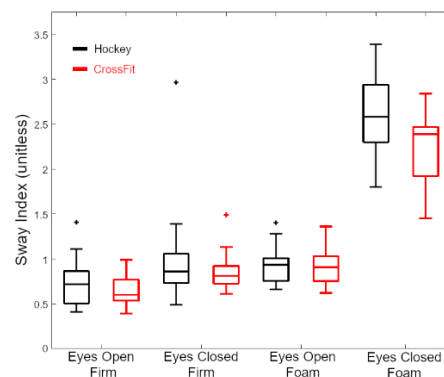 Sway Index (unitless)
3.5
3
2.5
2
1.5
1
0.5
0
Hockey
CrossFit
Eyes Open
Firm
Eyes Closed
Firm
Eyes Open
Foam
Eyes Closed
Foam